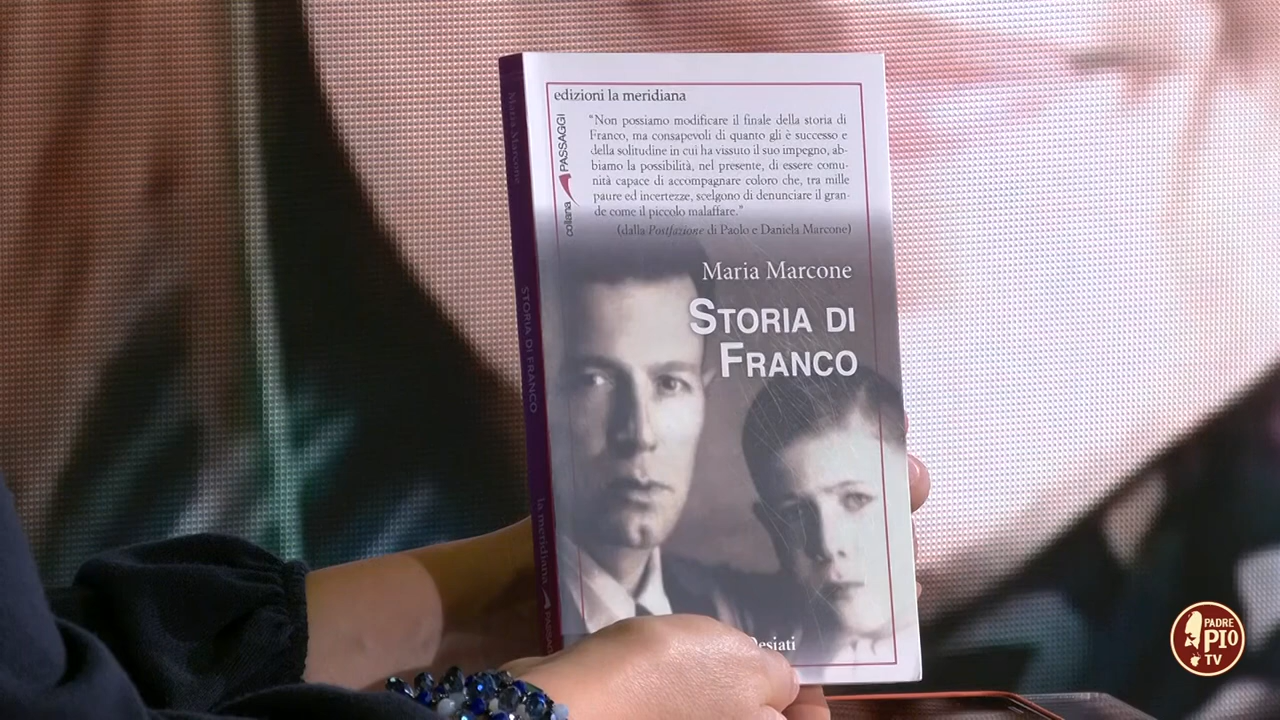 edizioni la meridiana
"Non possiamo modificare il finale della storia di
Franco, ma consapevoli di quanto gli è successo e
della solitudine in cui ha vissuto il suo impegno, ab-
biamo la possibilità, nel presente, di essere comu-
nità capace di accompagnare coloro che, tra mille
paure ed incertezze, scelgono di denunciare il gran-
de come il piccolo malaffare."
(dalla Postfazione di Paolo e Daniela Marcone)
collana PASSAGGI
Maria Marcone
STORIA DI
FRANCO
Desiati
Maria Marcone
STORIA DI FRANCO
la meridiana
PADRE
PIO
TV